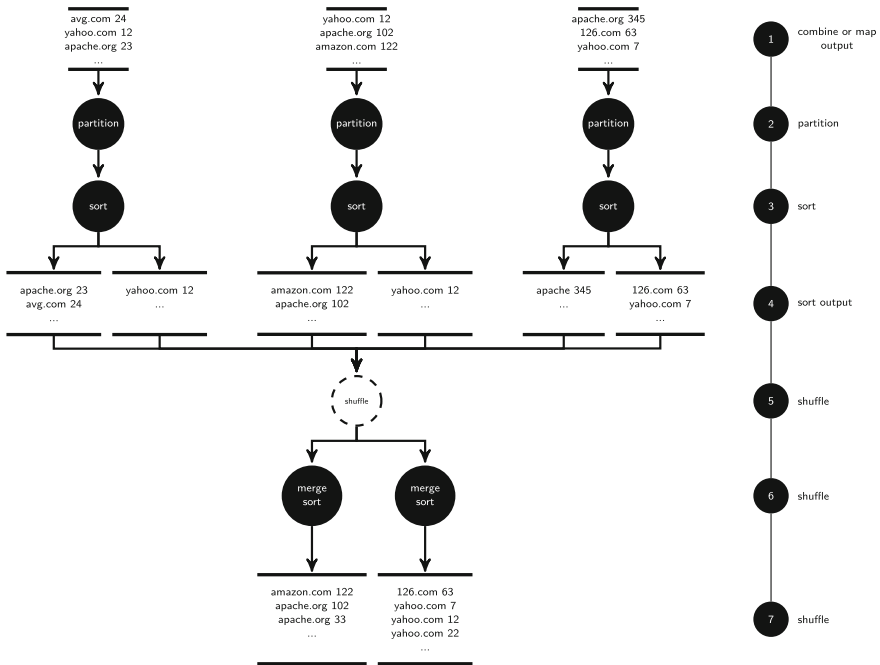 avg.com 24
yahoo.com 12
apache.org 23
...
yahoo.com 12
apache.org 102
amazon.com 122
...
apache.org 345
126.com 63
yahoo.com 7
...
1
combine or map
output
partition
partition
partition
2
partition
sort
sort
sort
3
sort
apache.org 23
avg.com 24
...
yahoo.com 12
...
amazon.com 122
apache.org 102
...
yahoo.com 12
...
apache 345
...
126.com 63
yahoo.com 7
...
4
sort output
shuffle
5
shuffle
merge
sort
merge
sort
6
shuffle
amazon.com 122
apache.org 102
apache.org 33
...
126.com 63
yahoo.com 7
yahoo.com 12
yahoo.com 22
...
7
shuffle